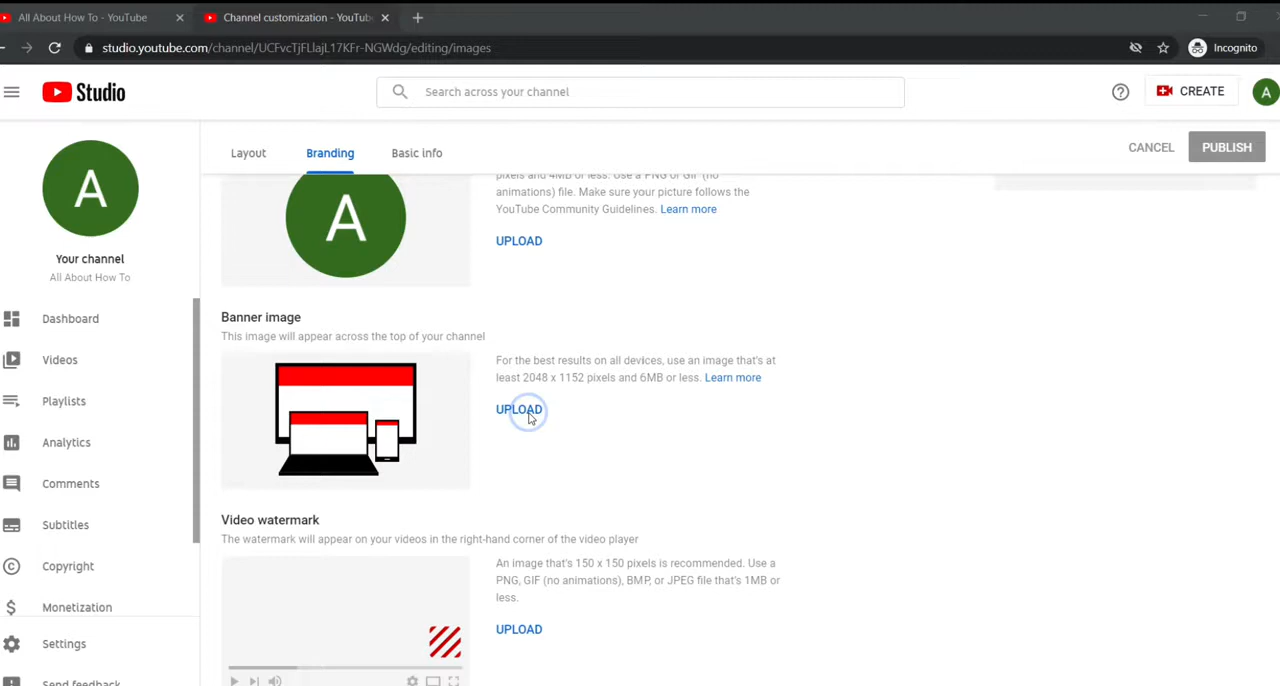 All About How To - YouTube
Channel customization - YouTube
studio.youtube.com/channel/UCFvcTjFLlajL17KFr-NGWdg/editing/images
Incognito
Studio
Search across your channel
CREATE
A
Layout
Branding
Basic info
CANCEL
PUBLISH
A
Your channel
All About How To
Dashboard
Videos
Playlists
Analytics
Comments
Subtitles
Copyright
Monetization
Settings
Send feedback
A
pixels and 4MB or less. Use a PNG or GIF (no
animations) file. Make sure your picture follows the
YouTube Community Guidelines. Learn more
UPLOAD
Banner image
This image will appear across the top of your channel
For the best results on all devices, use an image that's at
least 2048 x 1152 pixels and 6MB or less. Learn more
UPLOAD
Video watermark
The watermark will appear on your videos in the right-hand corner of the video player
An image that's 150 x 150 pixels is recommended. Use a
PNG, GIF (no animations), BMP, or JPEG file that's 1MB or
less.
UPLOAD